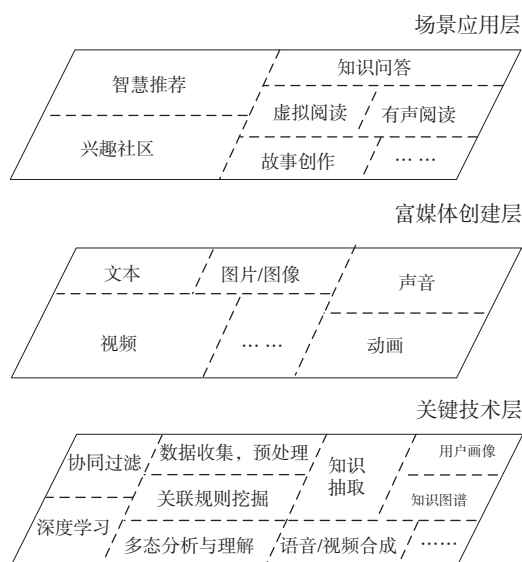 场景应用层
智慧推荐
知识问答
虚拟阅读
有声阅读
兴趣社区
故事创作
… …
富媒体创建层
文本
图片/图像
声音
视频
… …
动画
关键技术层
协同过滤
数据收集，预处理
知识
抽取
用户画像
关联规则挖掘
知识图谱
深度学习
多态分析与理解
语音/视频合成
……